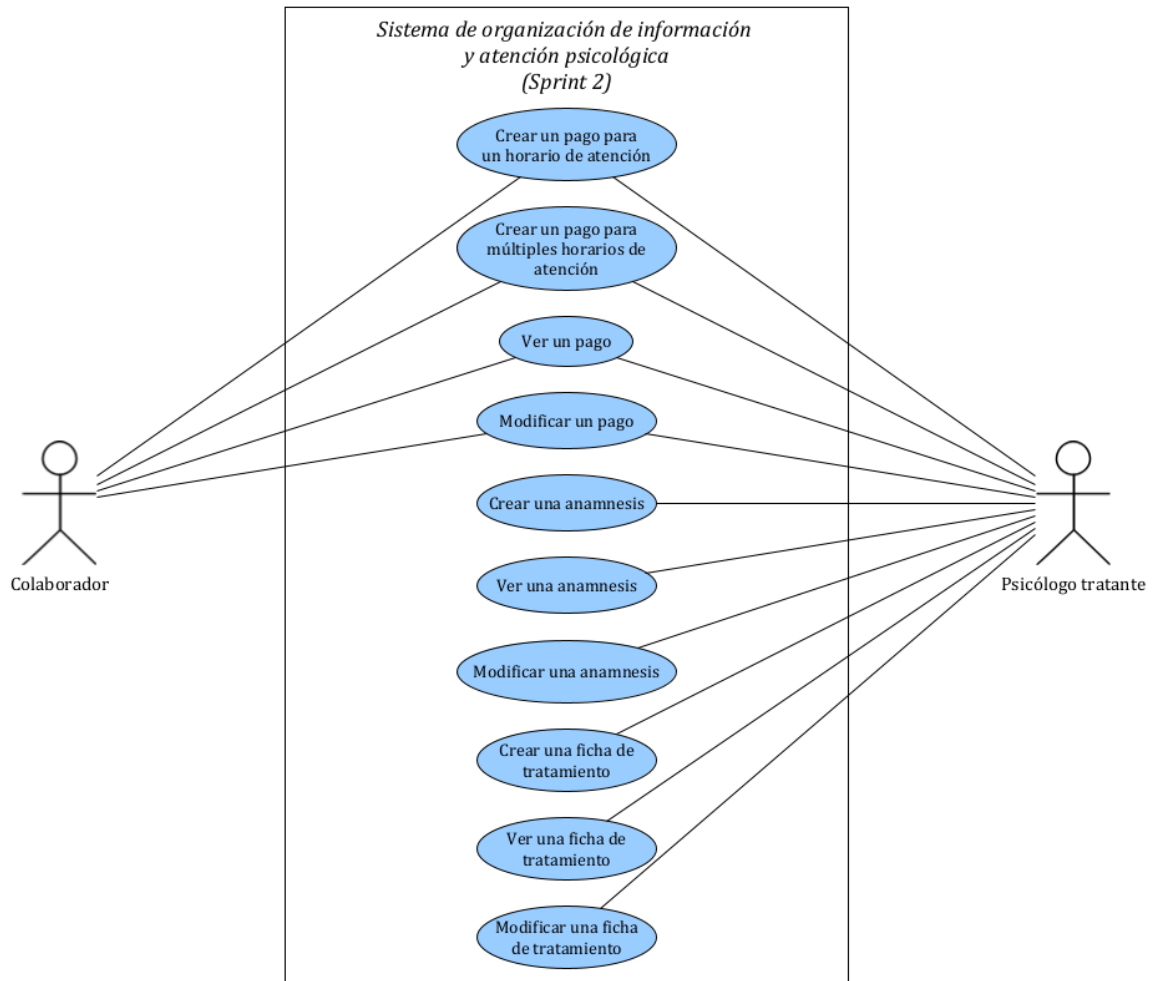 Sistema de organización de información
y atención psicológica
(Sprint 2)
Crear un pago para
un horario de atención
Crear un pago para
múltiples horarios de
atención
Ver un pago
Modificar un pago
Crear una anamnesis
Colaborador
Psicólogo tratante
Ver una anamnesis
Modificar una anamnesis
Crear una ficha de
tratamiento
Ver una ficha de
tratamiento
Modificar una ficha
de tratamiento